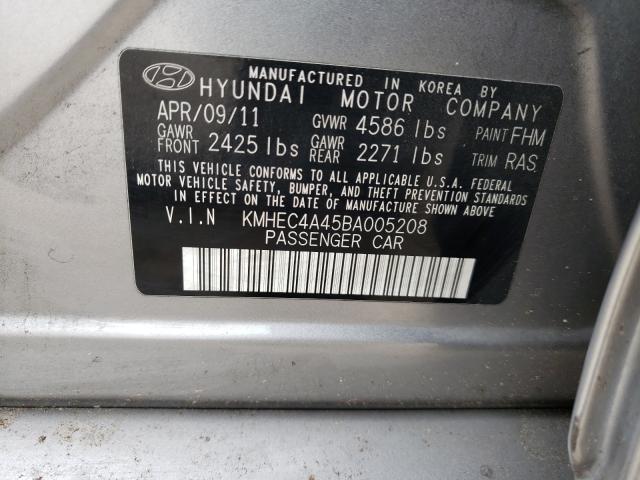 MANUFACTURED IN KOREA BY
HYUNDAI MOTOR COMPANY
APR/09/11 GVWR 4586 lbs PAINT FHM
GAWR FRONT 2425 lbs GAWR REAR 2271 lbs TRIM RAS
THIS VEHICLE CONFORMS TO ALL APPLICABLE U.S.A. FEDERAL
MOTOR VEHICLE SAFETY, BUMPER, AND THEFT PREVENTION STANDARDS
IN EFFECT ON THE DATE OF MANUFACTURE SHOWN ABOVE
V.I.N KMHEC4A45BA005208
PASSENGER CAR